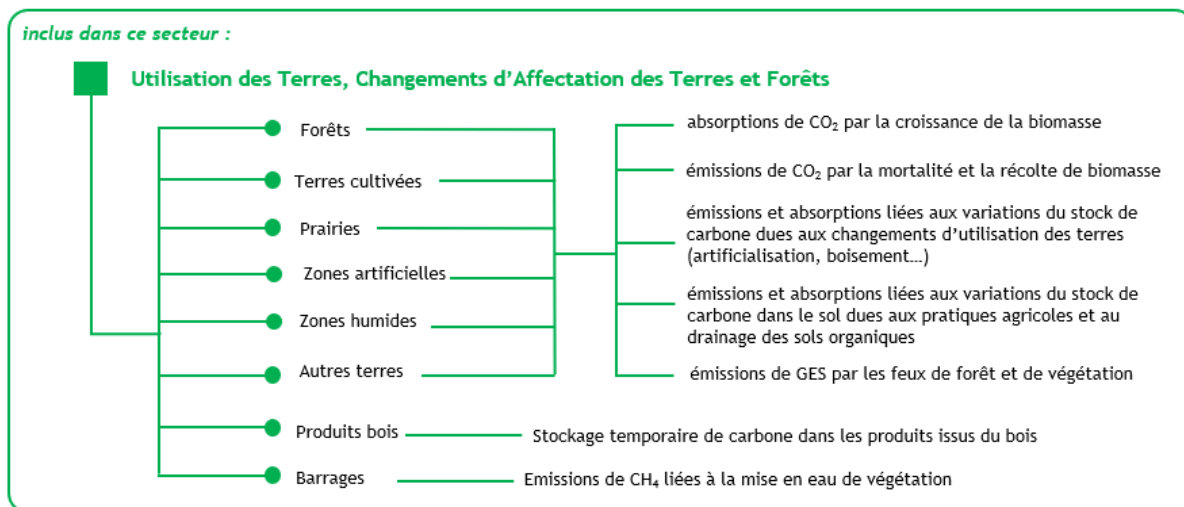 inclus dans ce secteur :
Utilisation des Terres, Changements d'Affectation des Terres et Forêts
Forêts
Terres cultivées
Prairies
Zones artificielles
Zones humides
Autres terres
Produits bois
Barrages
absorptions de CO₂ par la croissance de la biomasse
émissions de CO₂ par la mortalité et la récolte de biomasse
émissions et absorptions liées aux variations du stock de
carbone dues aux changements d'utilisation des terres
(artificialisation, boisement…)
émissions et absorptions liées aux variations du stock de
carbone dans le sol dues aux pratiques agricoles et au
drainage des sols organiques
émissions de GES par les feux de forêt et de végétation
Stockage temporaire de carbone dans les produits issus du bois
Emissions de CH₄ liées à la mise en eau de végétation